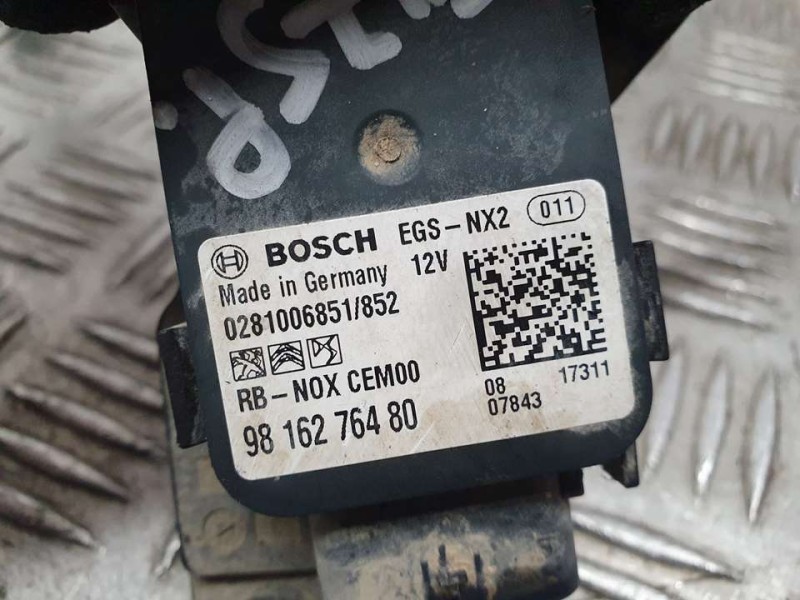 BOSCH EGS-NX2 011
Made in Germany 12V
0281006851/852
RB-NOX CEM00
98 162 764 80
08 17311
07843